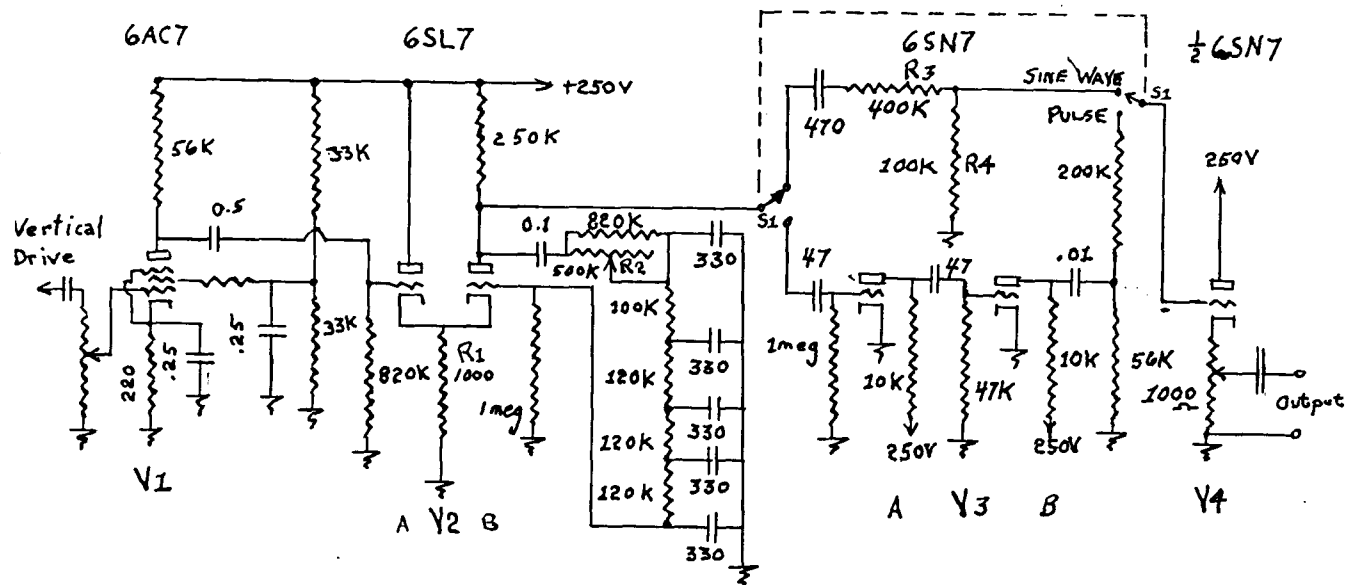 6AC7
6SL7
6SN7
½ 6SN7
+250V
56K
33K
250K
470
R3
400K
SINE WAVE
S1
PULSE
100K
R4
200K
250V
Vertical
Drive
0.5
0.1
820K
500K
R2
330
S1
47
47
.01
220
.25
.25
33K
820K
R1
1000
1meg
100K
330
120K
330
120K
330
120K
330
1meg
10K
250V
47K
10K
250V
56K
1000
Ω
Output
V1
A V2 B
A V3 B
V4